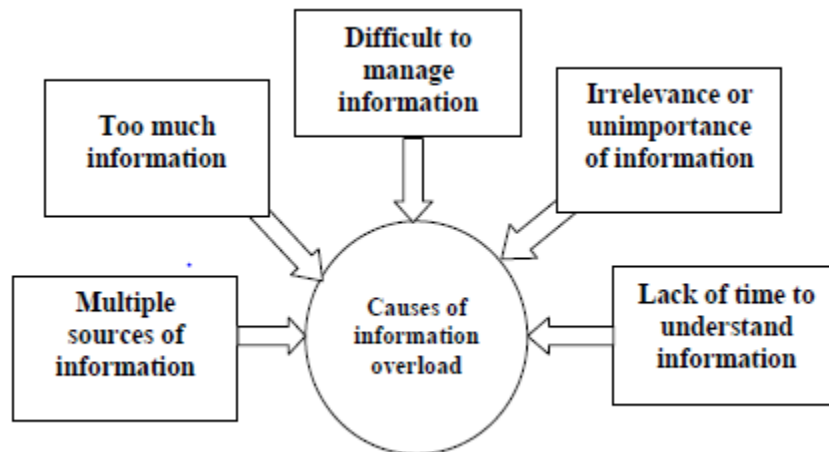 Difficult to
manage
information
Too much
information
Irrelevance or
unimportance
of information
Multiple
sources of
information
Causes of
information
overload
Lack of time to
understand
information